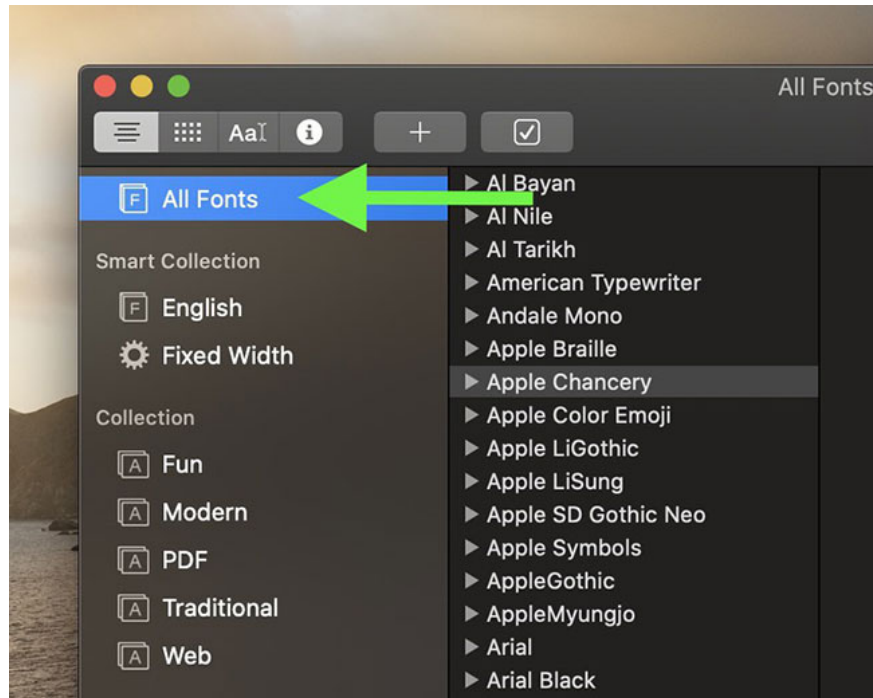 All Fonts
AaI
All Fonts
Smart Collection
English
Fixed Width
Collection
Fun
Modern
PDF
Traditional
Web
Al Bayan
Al Nile
Al Tarikh
American Typewriter
Andale Mono
Apple Braille
Apple Chancery
Apple Color Emoji
Apple LiGothic
Apple LiSung
Apple SD Gothic Neo
Apple Symbols
AppleGothic
AppleMyungjo
Arial
Arial Black